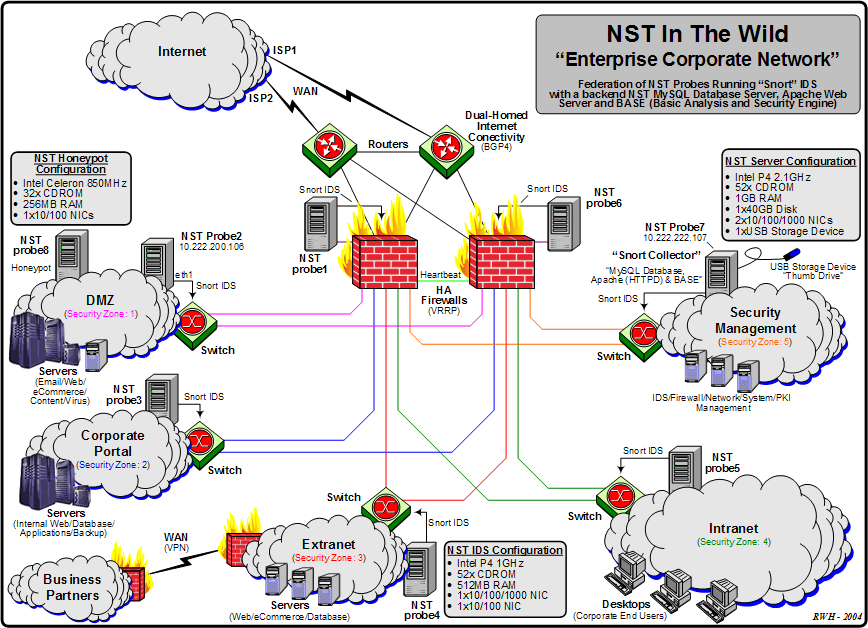 NST In The Wild
“Enterprise Corporate Network”
Federation of NST Probes Running “Snort” IDS
with a backend NST MySQL Database Server, Apache Web
Server and BASE (Basic Analysis and Security Engine)
Internet
ISP1
ISP2
WAN
Dual-Homed
Internet
Conectivity
(BGP4)
Routers
NST Honeypot
Configuration
• Intel Celeron 850MHz
• 32x CDROM
• 256MB RAM
• 1x10/100 NICs
NST Server Configuration
• Intel P4 2.1GHz
• 52x CDROM
• 1GB RAM
• 1x40GB Disk
• 2x10/100/1000 NICs
• 1xUSB Storage Device
Snort IDS
NST
probe1
Snort IDS
NST
probe6
Heartbeat
HA
Firewalls
(VRRP)
NST
probe8
Honeypot
NST Probe2
10.222.200.106
eth1
Snort IDS
DMZ
(Security Zone: 1)
Switch
Servers
(Email/Web/
eCommerce/
Content/Virus)
NST Probe7
10.222.222.107
“Snort Collector”
“MySQL Database,
Apache (HTTPD) & BASE”
Snort IDS
USB Storage Device
“Thumb Drive”
Security
Management
(Security Zone: 5)
Switch
IDS/Firewall/Network/System/PKI
Management
NST
probe3
Snort IDS
Corporate
Portal
(Security Zone: 2)
Switch
Servers
(Internal Web/Database/
Applications/Backup)
Snort IDS
NST
probe5
Switch
Intranet
(Security Zone: 4)
Desktops
(Corporate End Users)
Switch
Snort IDS
Extranet
(Security Zone: 3)
Servers
(Web/eCommerce/Database)
NST
probe4
WAN
(VPN)
Business
Partners
NST IDS Configuration
• Intel P4 1GHz
• 52x CDROM
• 512MB RAM
• 1x10/100/1000 NIC
• 1x10/100 NIC
RWH - 2004